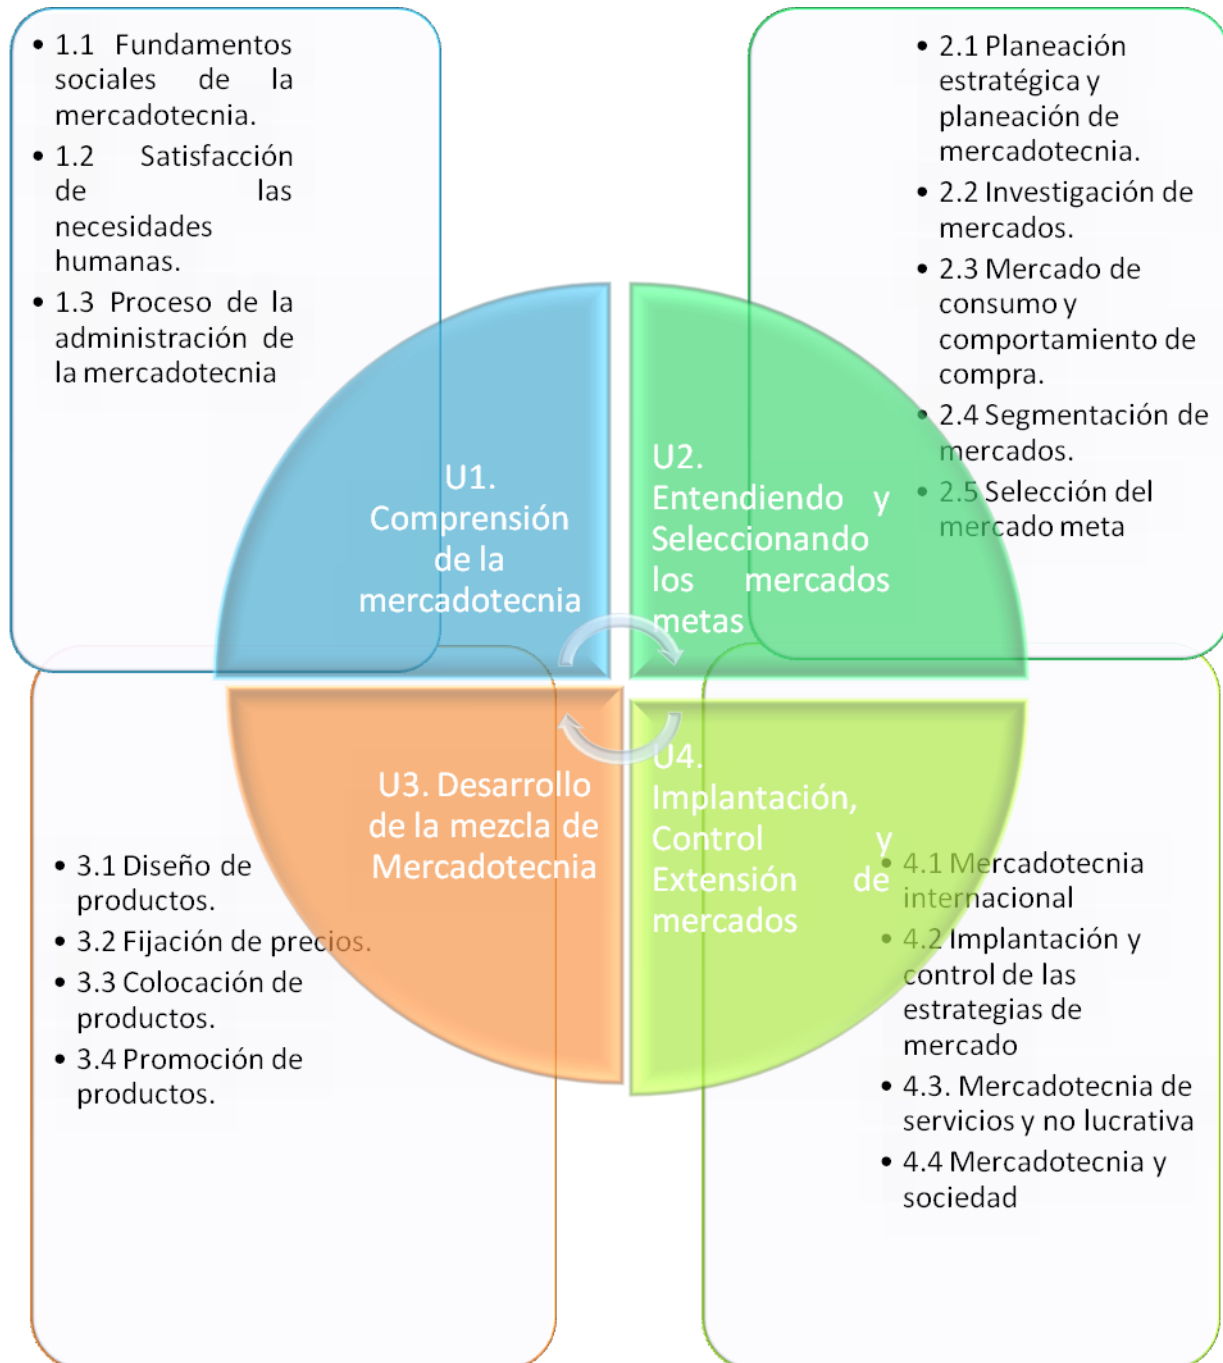 • 1.1 Fundamentos
sociales de la
mercadotecnia.
• 1.2 Satisfacción
de las
necesidades
humanas.
• 1.3 Proceso de la
administración de
la mercadotecnia
• 2.1 Planeación
estratégica y
planeación de
mercadotecnia.
• 2.2 Investigación de
mercados.
• 2.3 Mercado de
consumo y
comportamiento de
compra.
• 2.4 Segmentación de
mercados.
• 2.5 Selección del
mercado meta
U1.
Comprensión
de la
mercadotecnia
U2.
Entendiendo y
Seleccionando
los mercados
metas
U3. Desarrollo
de la mezcla de
Mercadotecnia
U4.
Implantación,
Control y
Extensión de
mercados
• 3.1 Diseño de
productos.
• 3.2 Fijación de precios.
• 3.3 Colocación de
productos.
• 3.4 Promoción de
productos.
• 4.1 Mercadotecnia
internacional
• 4.2 Implantación y
control de las
estrategias de
mercado
• 4.3. Mercadotecnia de
servicios y no lucrativa
• 4.4 Mercadotecnia y
sociedad